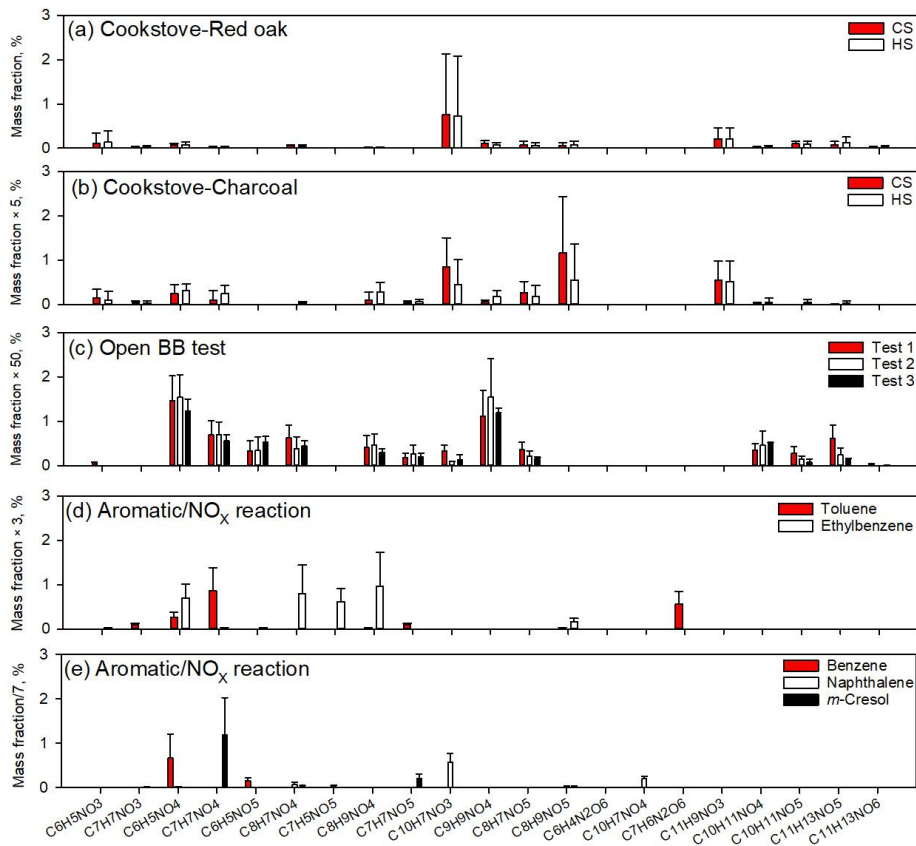 (a) Cookstove-Red oak
CS
HS
Mass fraction, %
3
2
1
0
(b) Cookstove-Charcoal
CS
HS
Mass fraction × 5, %
3
2
1
0
(c) Open BB test
Test 1
Test 2
Test 3
Mass fraction × 50, %
3
2
1
0
(d) Aromatic/NOX reaction
Toluene
Ethylbenzene
Mass fraction × 3, %
3
2
1
0
(e) Aromatic/NOX reaction
Benzene
Naphthalene
m-Cresol
Mass fraction/7, %
3
2
1
0
C6H5NO3
C7H7NO3
C6H5NO4
C7H7NO4
C6H5NO5
C8H7NO4
C7H5NO5
C8H9NO4
C7H7NO5
C10H7NO3
C9H9NO4
C8H7NO5
C8H9NO5
C6H4N2O6
C10H7NO4
C7H6N2O6
C11H9NO3
C10H11NO4
C10H11NO5
C11H13NO5
C11H13NO6